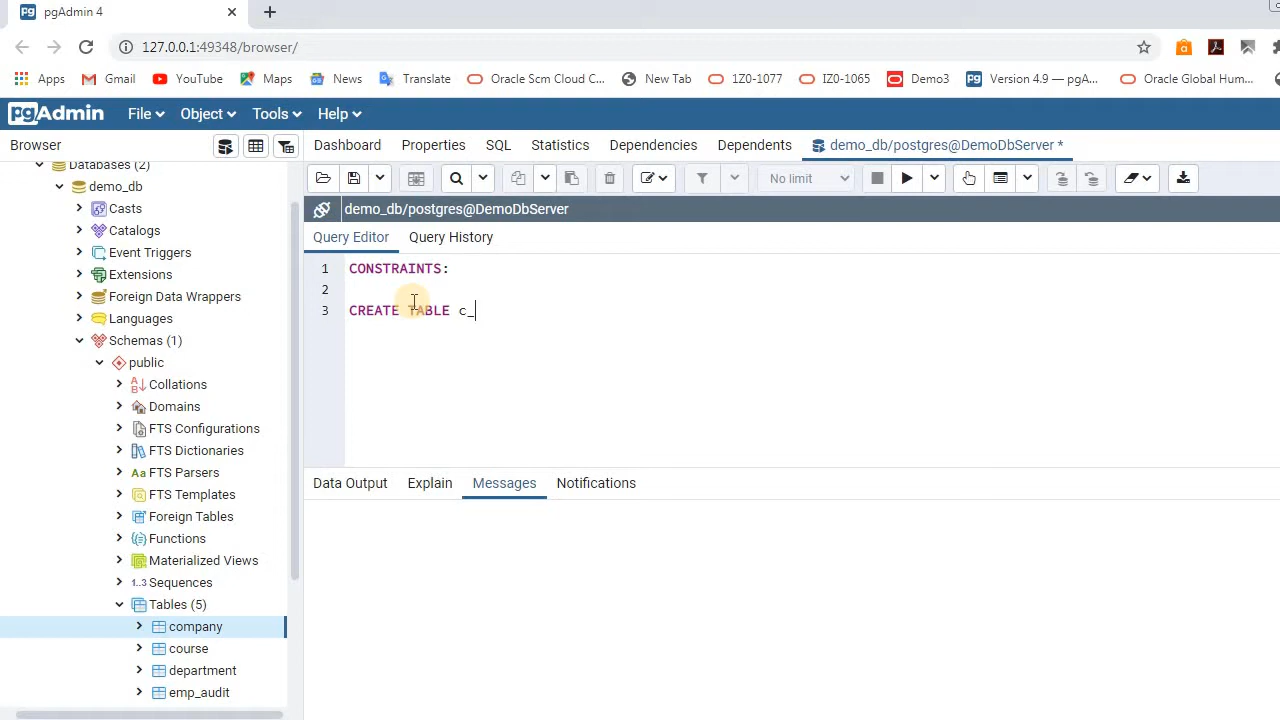 pgAdmin 4
127.0.0.1:49348/browser/
Apps Gmail YouTube Maps News Translate Oracle Scm Cloud C... New Tab 1Z0-1077 IZ0-1065 Demo3 Version 4.9 — pgA... Oracle Global Hum...
pgAdmin File Object Tools Help
Browser Dashboard Properties SQL Statistics Dependencies Dependents demo_db/postgres@DemoDbServer *
No limit
demo_db/postgres@DemoDbServer
Query Editor Query History
1 CONSTRAINTS:
2
3 CREATE TABLE c_
Data Output Explain Messages Notifications
Databases (2)
demo_db
Casts
Catalogs
Event Triggers
Extensions
Foreign Data Wrappers
Languages
Schemas (1)
public
Collations
Domains
FTS Configurations
FTS Dictionaries
Aa FTS Parsers
FTS Templates
Foreign Tables
Functions
Materialized Views
1..3 Sequences
Tables (5)
company
course
department
emp_audit